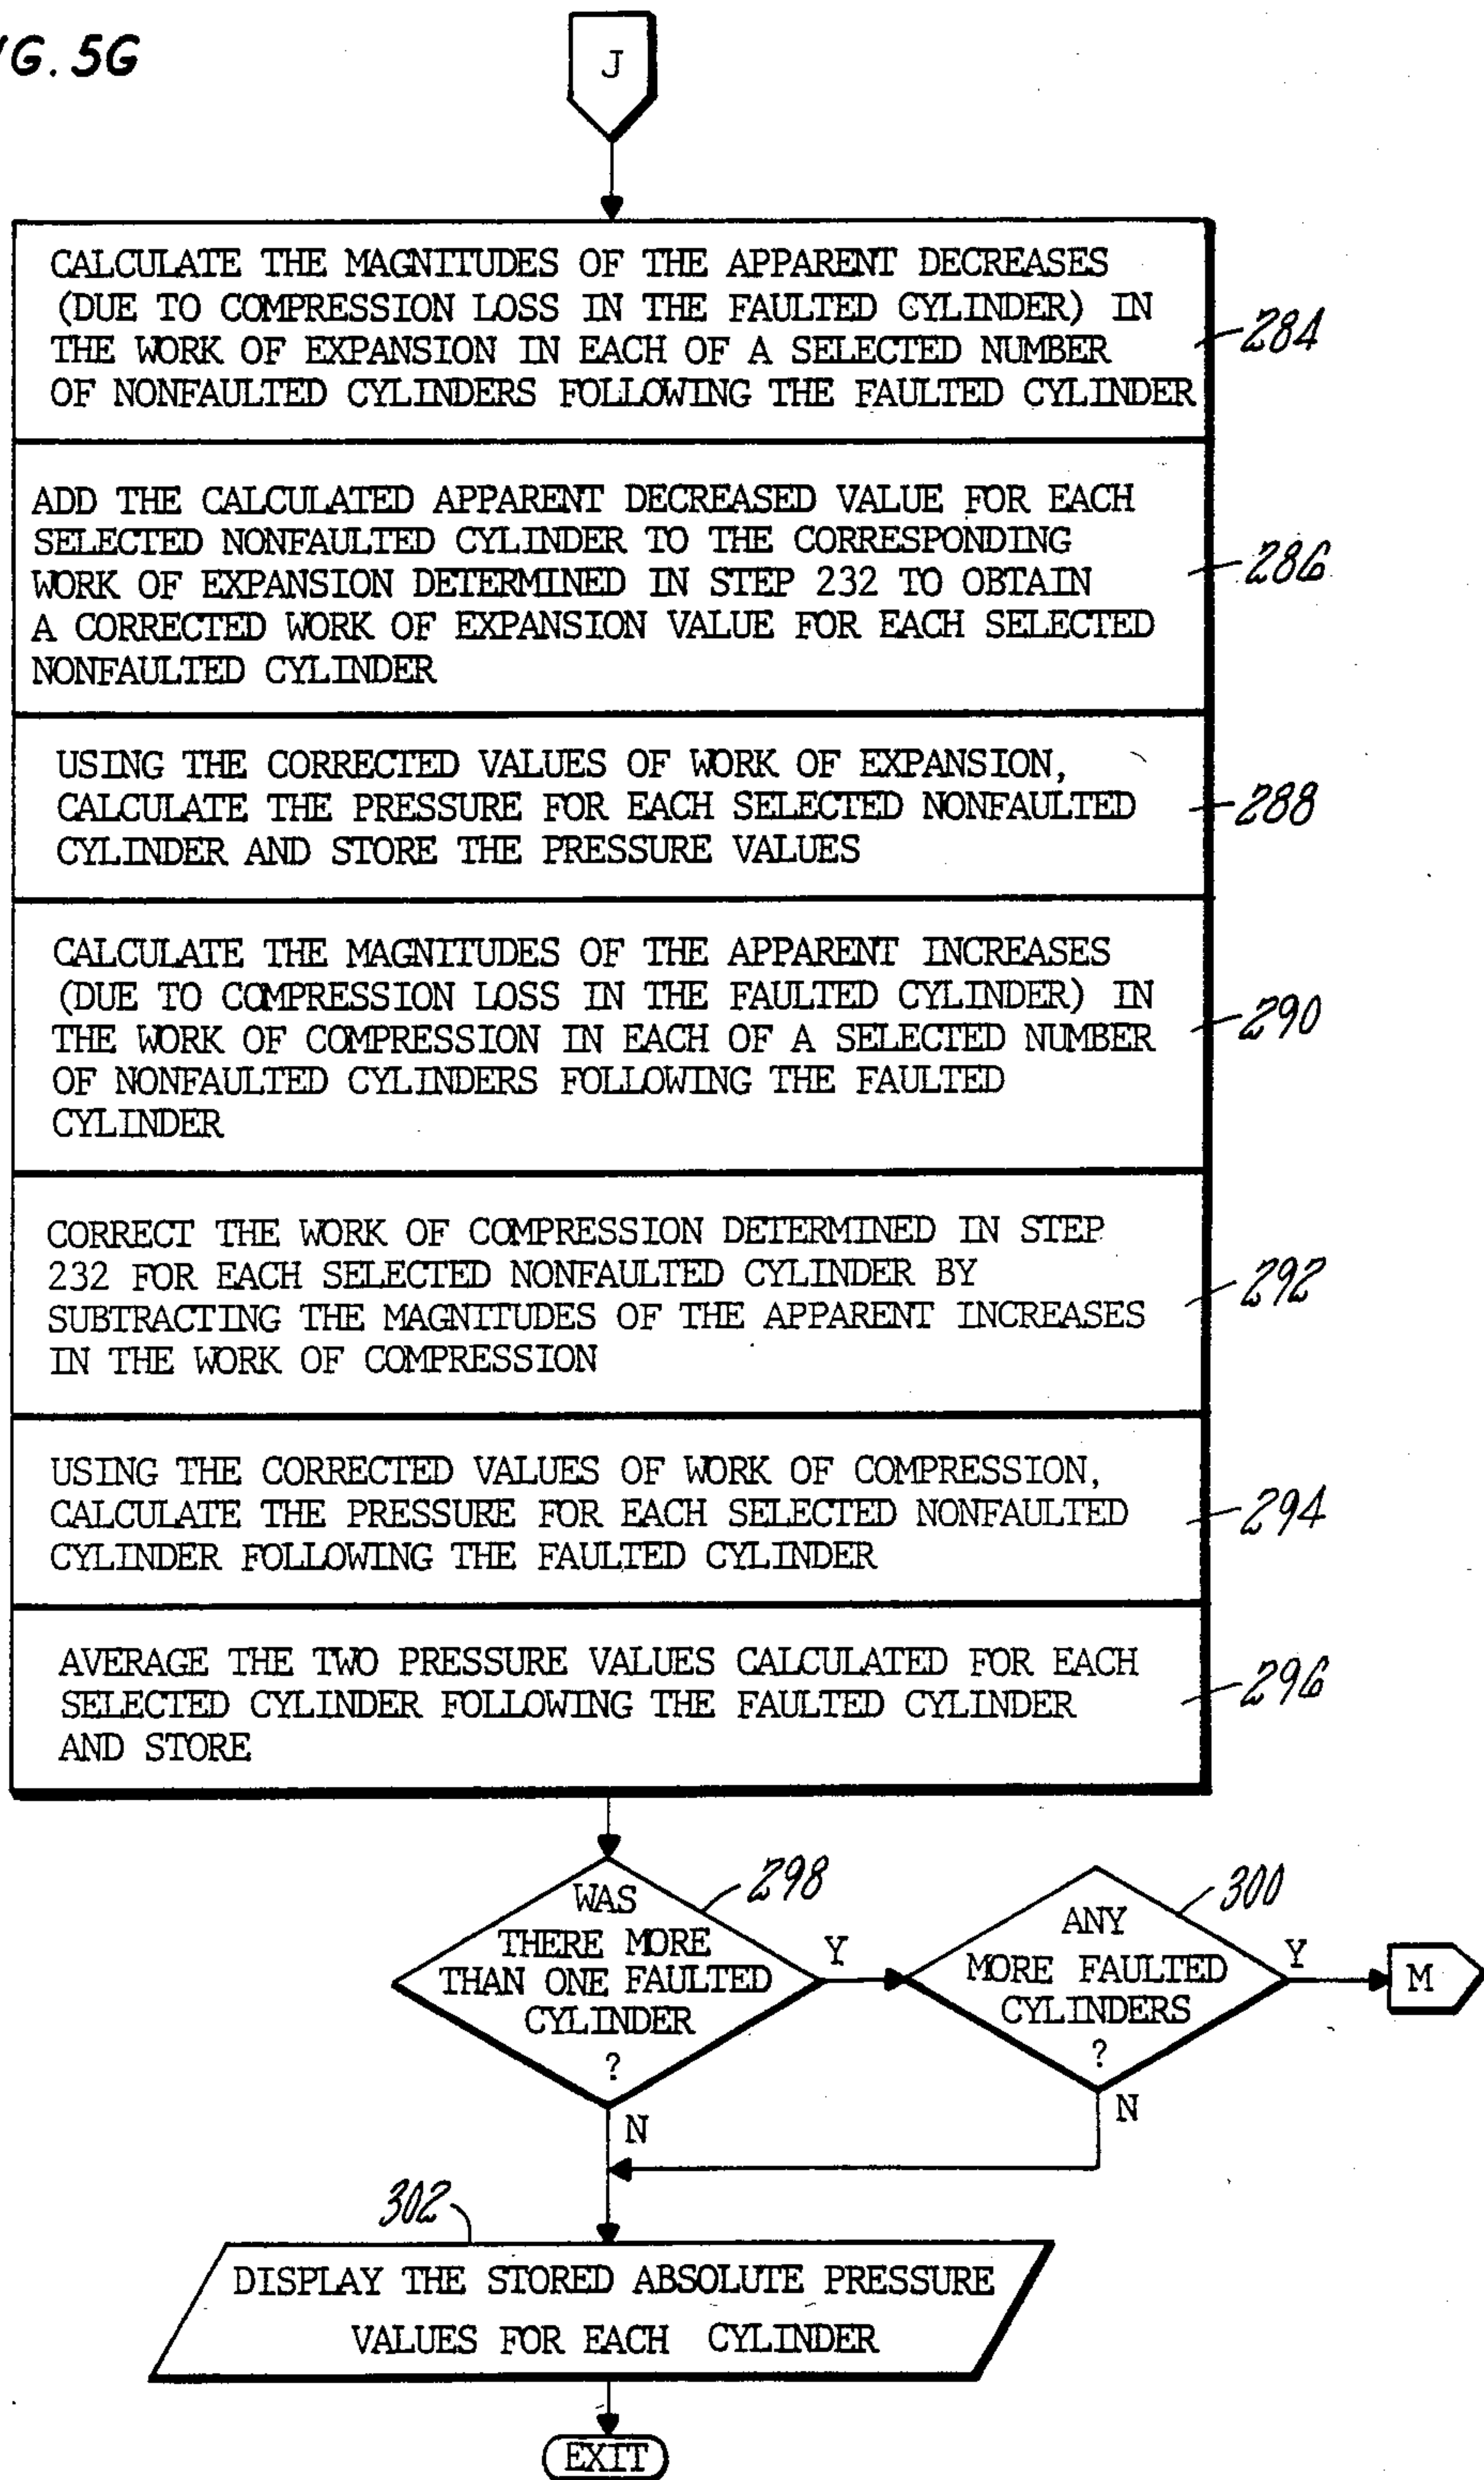 IG. 5G
J
CALCULATE THE MAGNITUDES OF THE APPARENT DECREASES
(DUE TO COMPRESSION LOSS IN THE FAULTED CYLINDER) IN
THE WORK OF EXPANSION IN EACH OF A SELECTED NUMBER
OF NONFAULTED CYLINDERS FOLLOWING THE FAULTED CYLINDER
284
ADD THE CALCULATED APPARENT DECREASED VALUE FOR EACH
SELECTED NONFAULTED CYLINDER TO THE CORRESPONDING
WORK OF EXPANSION DETERMINED IN STEP 232 TO OBTAIN
A CORRECTED WORK OF EXPANSION VALUE FOR EACH SELECTED
NONFAULTED CYLINDER
286
USING THE CORRECTED VALUES OF WORK OF EXPANSION,
CALCULATE THE PRESSURE FOR EACH SELECTED NONFAULTED
CYLINDER AND STORE THE PRESSURE VALUES
288
CALCULATE THE MAGNITUDES OF THE APPARENT INCREASES
(DUE TO COMPRESSION LOSS IN THE FAULTED CYLINDER) IN
THE WORK OF COMPRESSION IN EACH OF A SELECTED NUMBER
OF NONFAULTED CYLINDERS FOLLOWING THE FAULTED
CYLINDER
290
CORRECT THE WORK OF COMPRESSION DETERMINED IN STEP
232 FOR EACH SELECTED NONFAULTED CYLINDER BY
SUBTRACTING THE MAGNITUDES OF THE APPARENT INCREASES
IN THE WORK OF COMPRESSION
292
USING THE CORRECTED VALUES OF WORK OF COMPRESSION,
CALCULATE THE PRESSURE FOR EACH SELECTED NONFAULTED
CYLINDER FOLLOWING THE FAULTED CYLINDER
294
AVERAGE THE TWO PRESSURE VALUES CALCULATED FOR EACH
SELECTED CYLINDER FOLLOWING THE FAULTED CYLINDER
AND STORE
296
WAS
THERE MORE
THAN ONE FAULTED
CYLINDER
?
298
Y
N
ANY
MORE FAULTED
CYLINDERS
?
300
Y
N
M
302
DISPLAY THE STORED ABSOLUTE PRESSURE
VALUES FOR EACH CYLINDER
EXIT